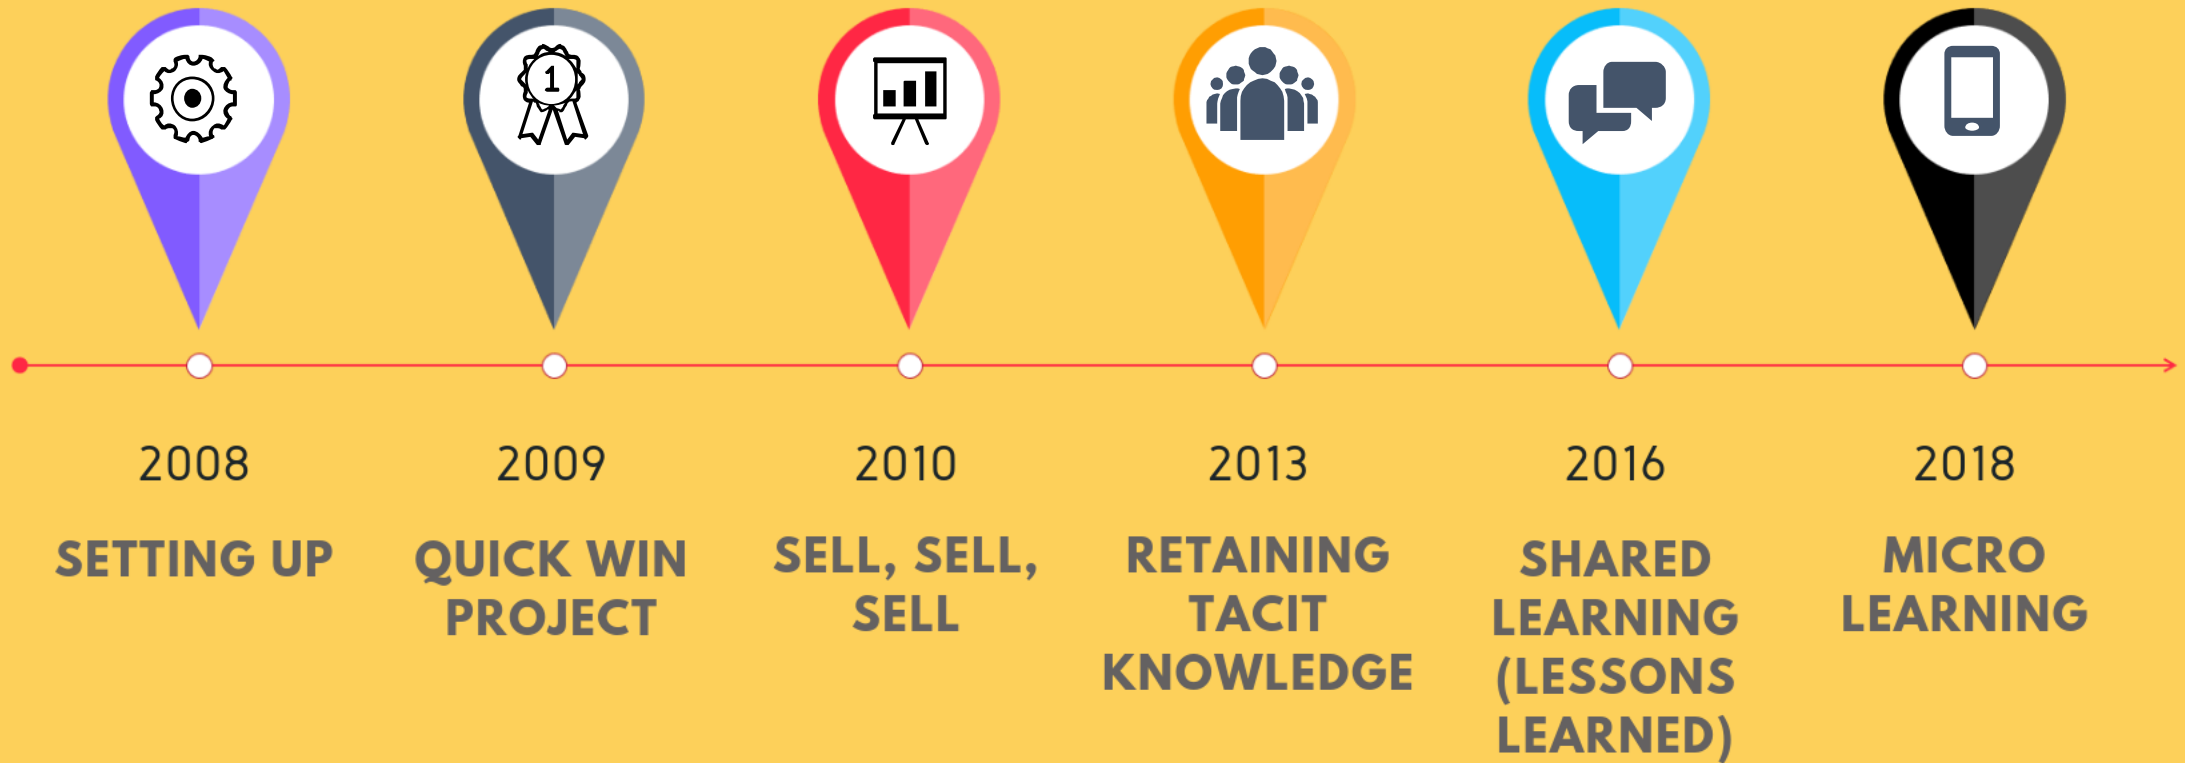 1
2008
SETTING UP
2009
QUICK WIN
PROJECT
2010
SELL, SELL,
SELL
2013
RETAINING
TACIT
KNOWLEDGE
2016
SHARED
LEARNING
(LESSONS
LEARNED)
2018
MICRO
LEARNING